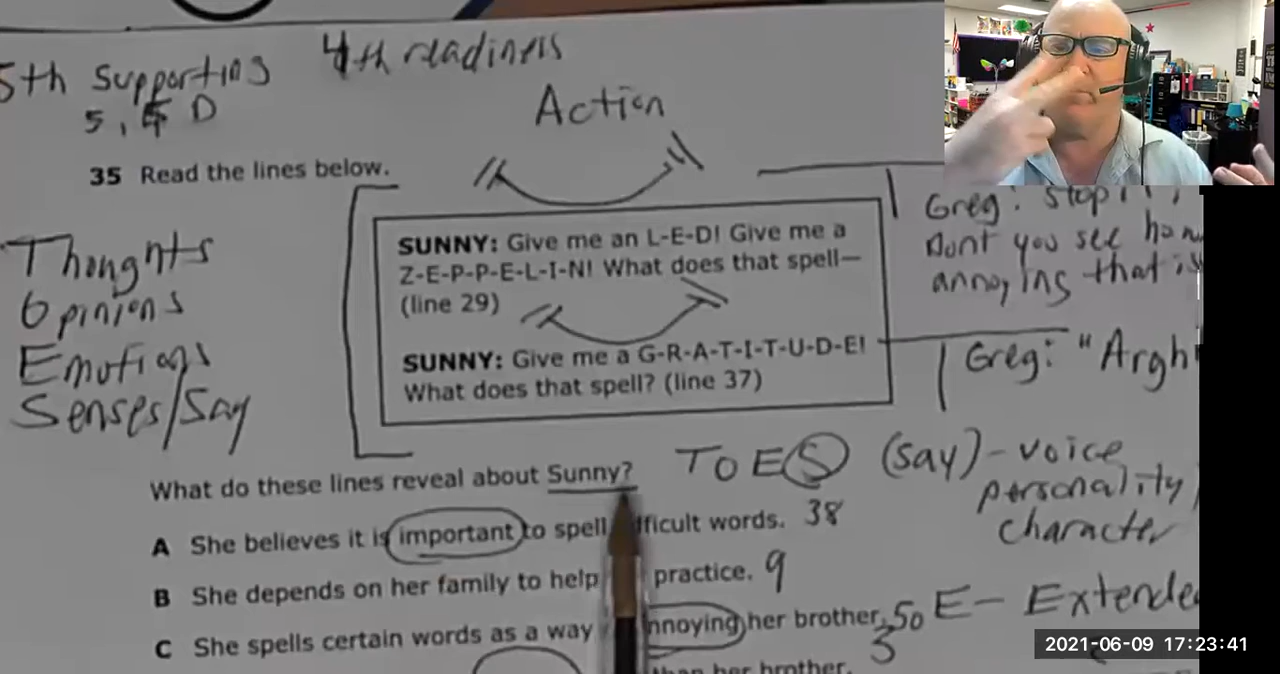 5th Supporting
4th readiness
5, D
Action
35 Read the lines below.
Thoughts
Opinions
Emotions
Senses/Say
SUNNY: Give me an L-E-D! Give me a
Z-E-P-P-E-L-I-N! What does that spell—
(line 29)
SUNNY: Give me a G-R-A-T-I-T-U-D-E!
What does that spell? (line 37)
Greg: Stop
Dont you see
annoying that is
Greg: "Argh
What do these lines reveal about Sunny?
TOES (say) - voice
personality
character
A She believes it is important to spell difficult words. 38
B She depends on her family to help practice. 9
C She spells certain words as a way annoying her brother. 50
3
than her brother.
E - Extende
2021-06-09 17:23:41